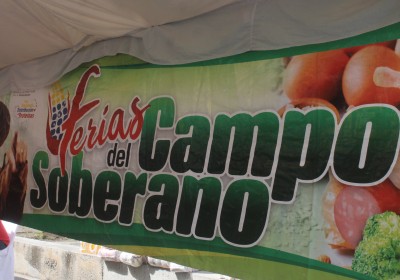 Ferias
del Campo
Soberano